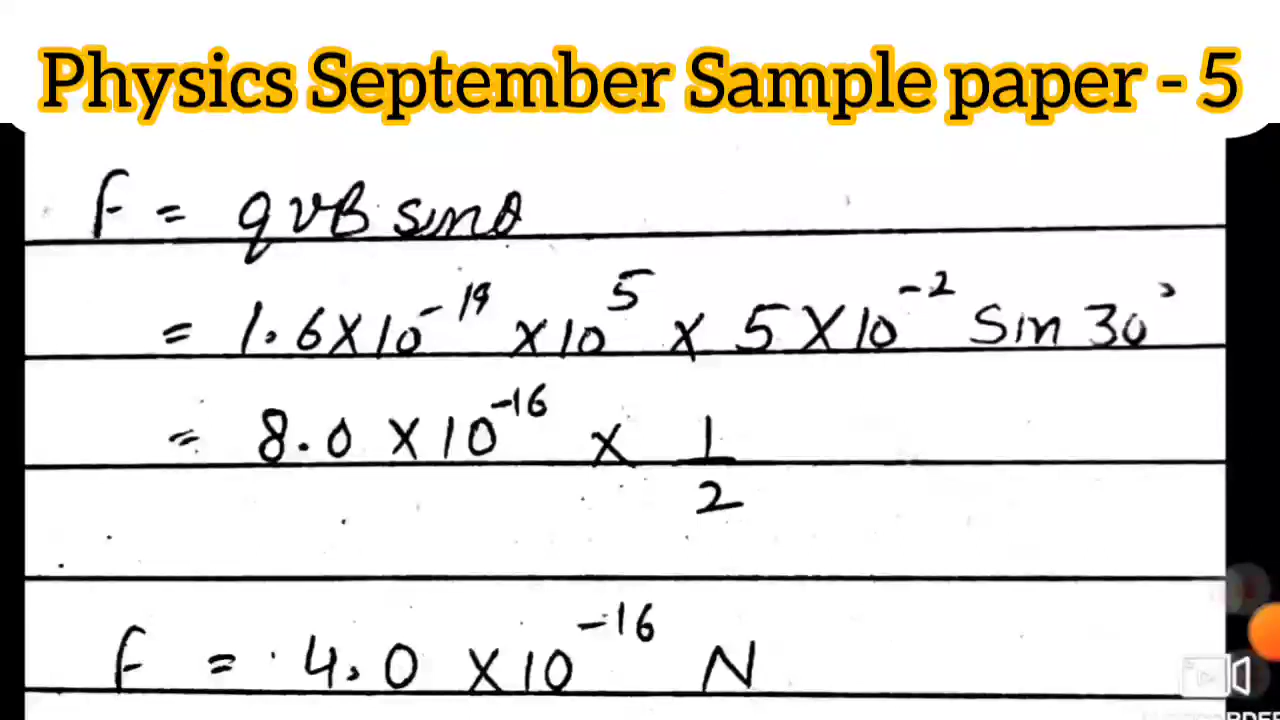 Physics September Sample paper - 5
F = qvB sinθ
= 1.6×10⁻¹⁹ ×10⁵ × 5×10⁻² Sin 30°
= 8.0 ×10⁻¹⁶ × 1/2
F = 4.0 ×10⁻¹⁶ N